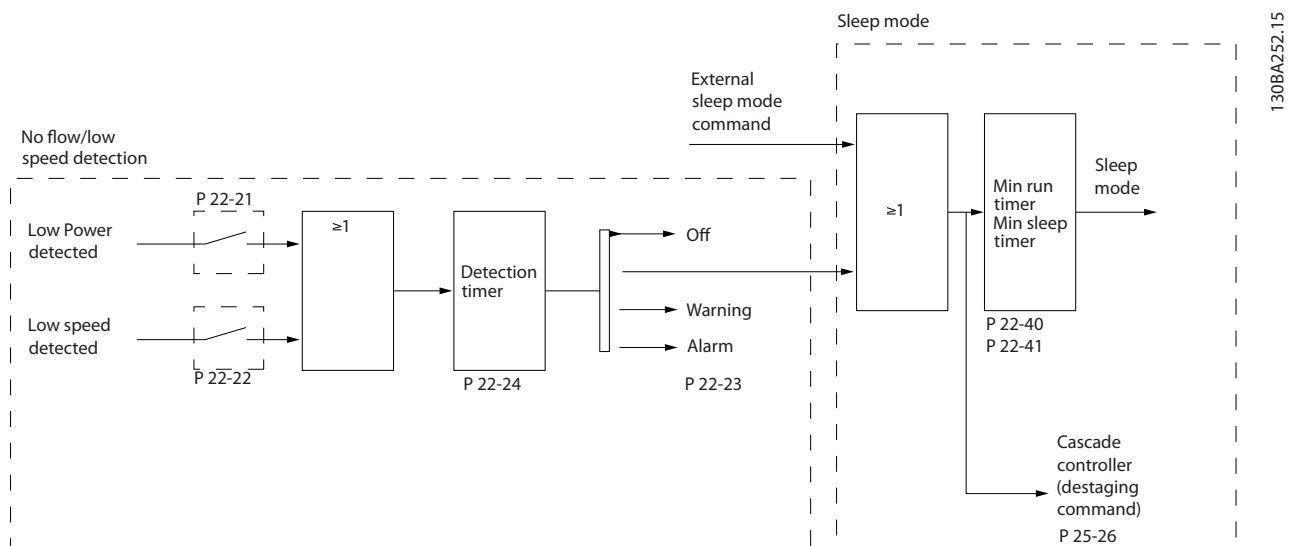 Sleep mode
130BA252.15
External
sleep mode
command
No flow/low
speed detection
P 22-21
Low Power
detected
≥1
Detection
timer
Off
Warning
Alarm
Low speed
detected
P 22-22
P 22-24
P 22-23
≥1
Min run
timer
Min sleep
timer
Sleep
mode
P 22-40
P 22-41
Cascade
controller
(destaging
command)
P 25-26